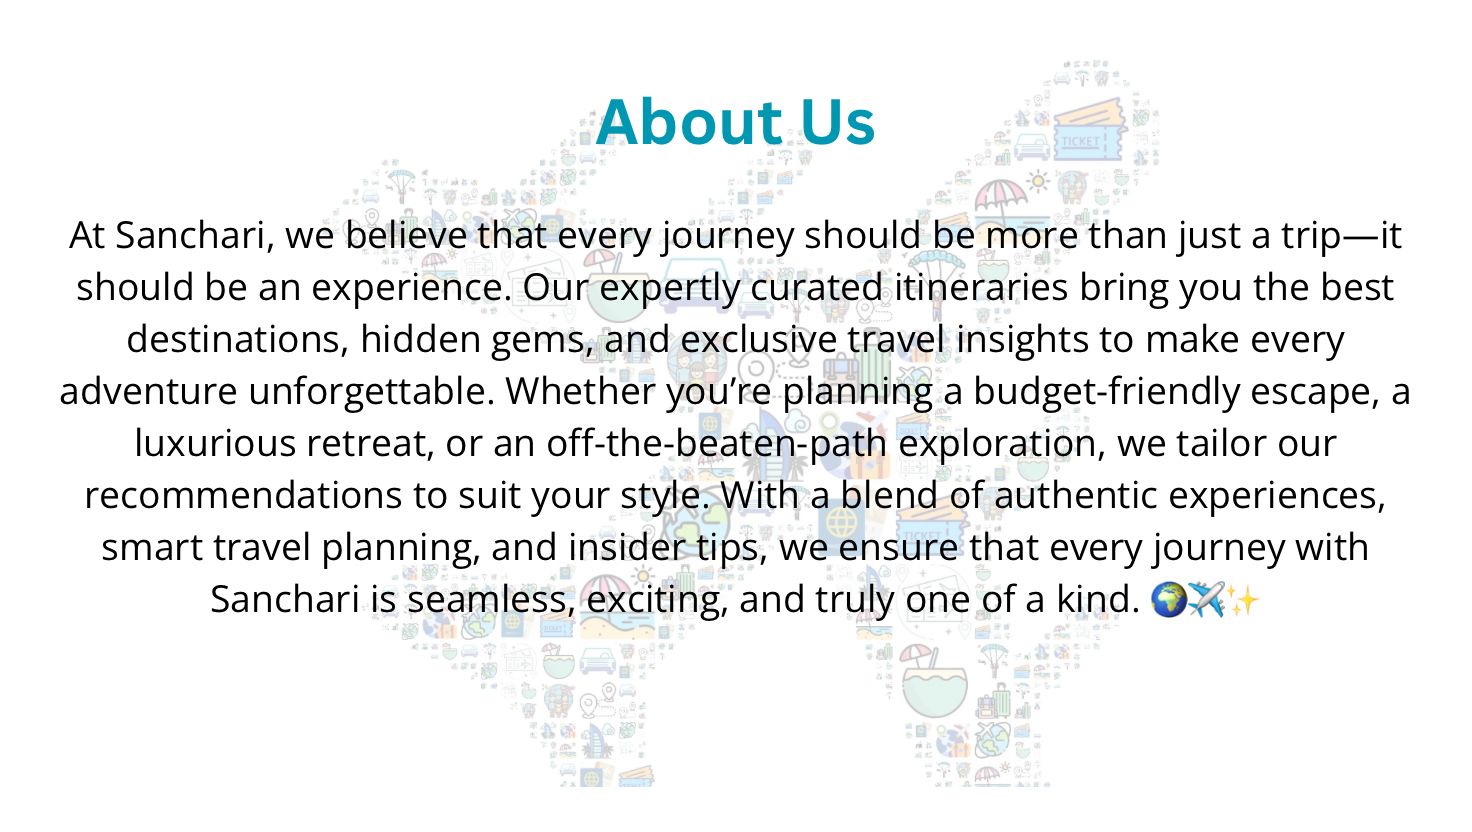 About Us
At Sanchari, we believe that every journey should be more than just a trip—it
should be an experience. Our expertly curated itineraries bring you the best
destinations, hidden gems, and exclusive travel insights to make every
adventure unforgettable. Whether you’re planning a budget-friendly escape, a
luxurious retreat, or an off-the-beaten-path exploration, we tailor our
recommendations to suit your style. With a blend of authentic experiences,
smart travel planning, and insider tips, we ensure that every journey with
Sanchari is seamless, exciting, and truly one of a kind. 🌍✈️✨
TICKET
TICKET